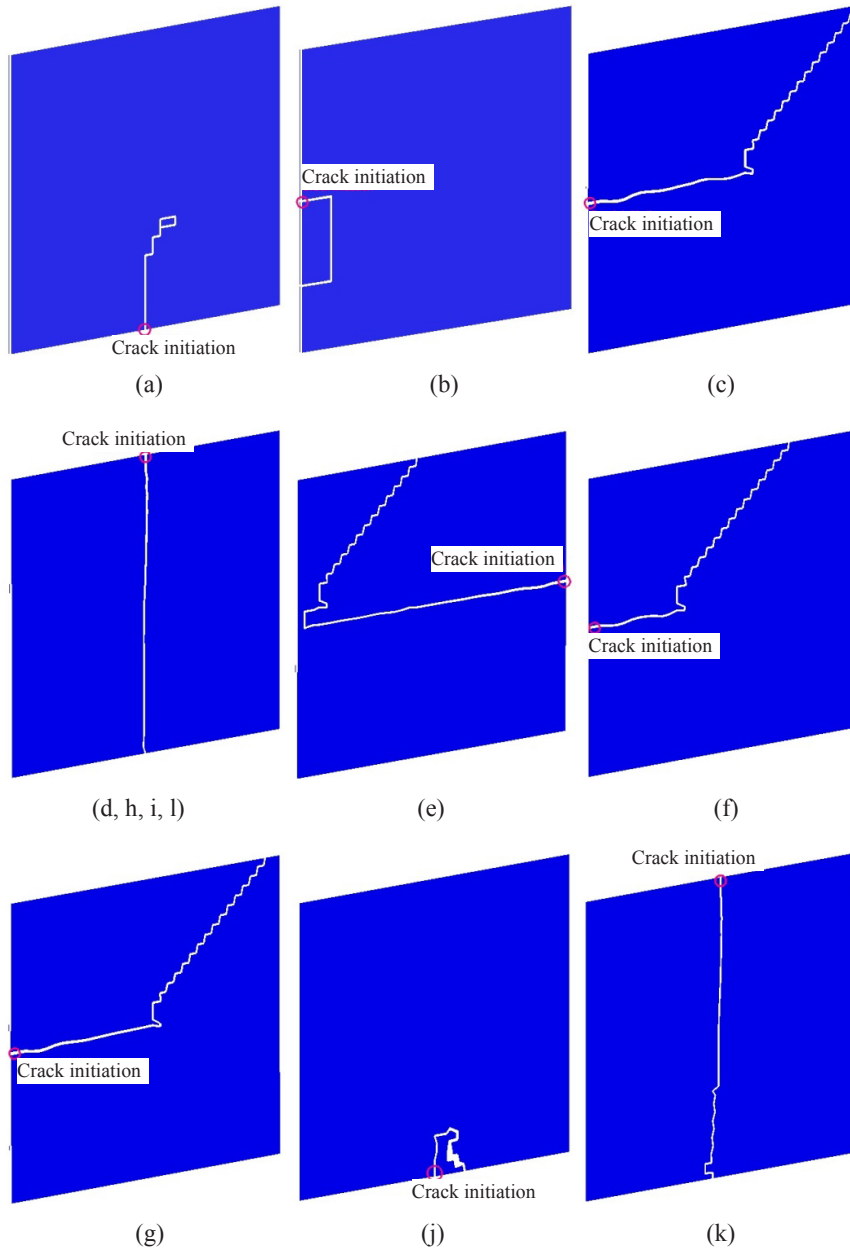 Crack initiation
Crack initiation
Crack initiation
(a)
(b)
(c)
Crack initiation
Crack initiation
Crack initiation
(d, h, i, l)
(e)
(f)
Crack initiation
Crack initiation
Crack initiation
(g)
(j)
(k)